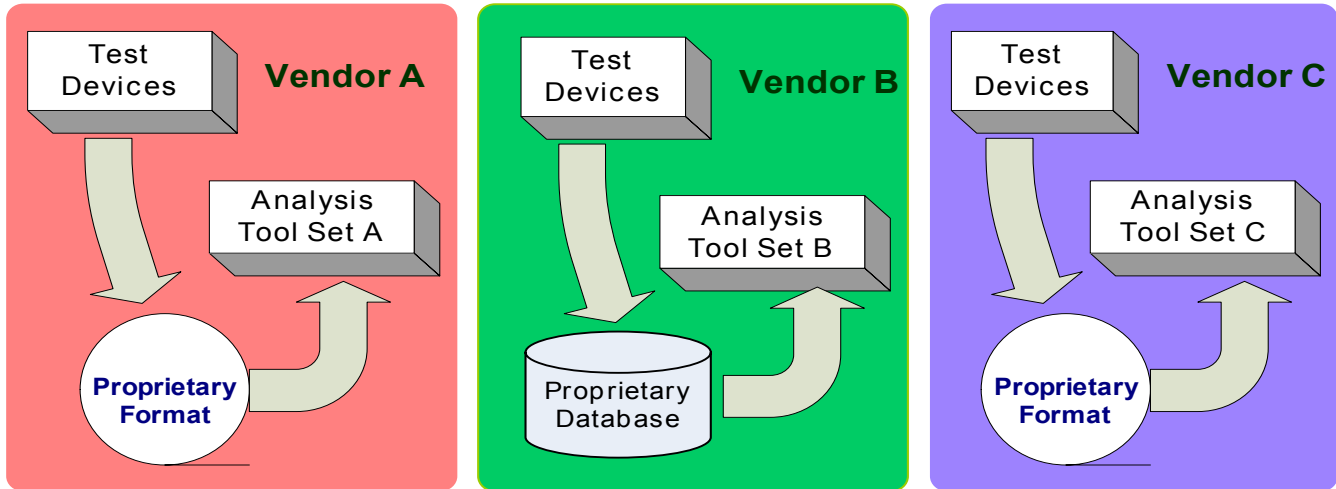 Test
Devices
Vendor A
Analysis
Tool Set A
Proprietary
Format
Test
Devices
Vendor B
Analysis
Tool Set B
Proprietary
Database
Test
Devices
Vendor C
Analysis
Tool Set C
Proprietary
Format